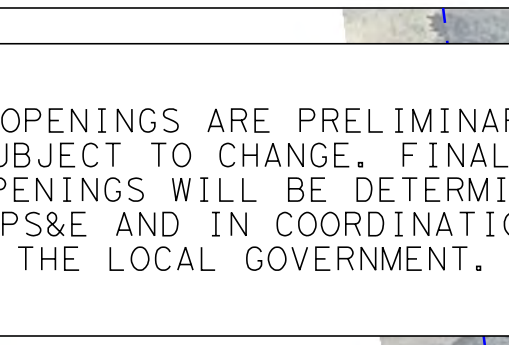 OPENINGS ARE PRELIMINAR
UBJECT TO CHANGE. FINAL
PENINGS WILL BE DETERMI
PS&E AND IN COORDINATIO
THE LOCAL GOVERNMENT.